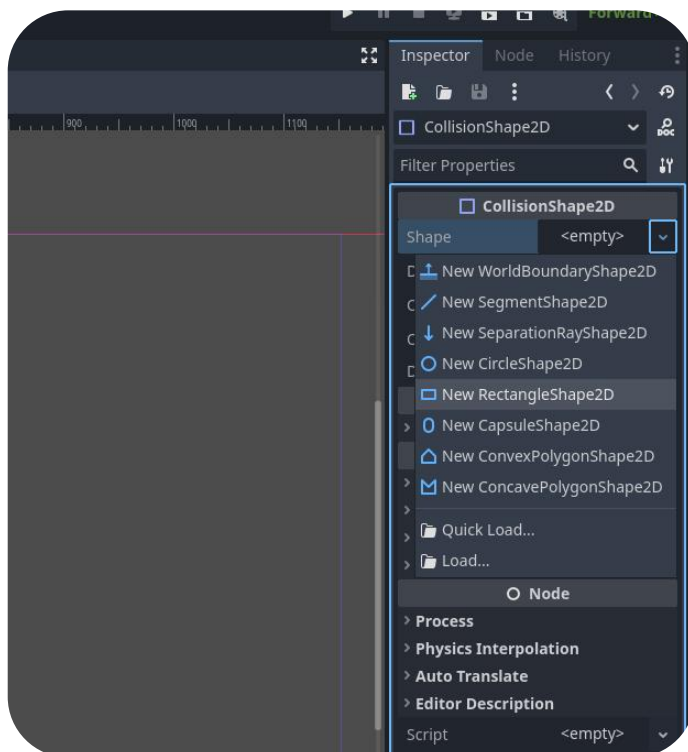 Forward
Inspector Node History
CollisionShape2D
DOC
Filter Properties
900 1000 1100
CollisionShape2D
Shape <empty>
New WorldBoundaryShape2D
New SegmentShape2D
New SeparationRayShape2D
New CircleShape2D
New RectangleShape2D
New CapsuleShape2D
New ConvexPolygonShape2D
New ConcavePolygonShape2D
Quick Load...
Load...
Node
Process
Physics Interpolation
Auto Translate
Editor Description
Script <empty>